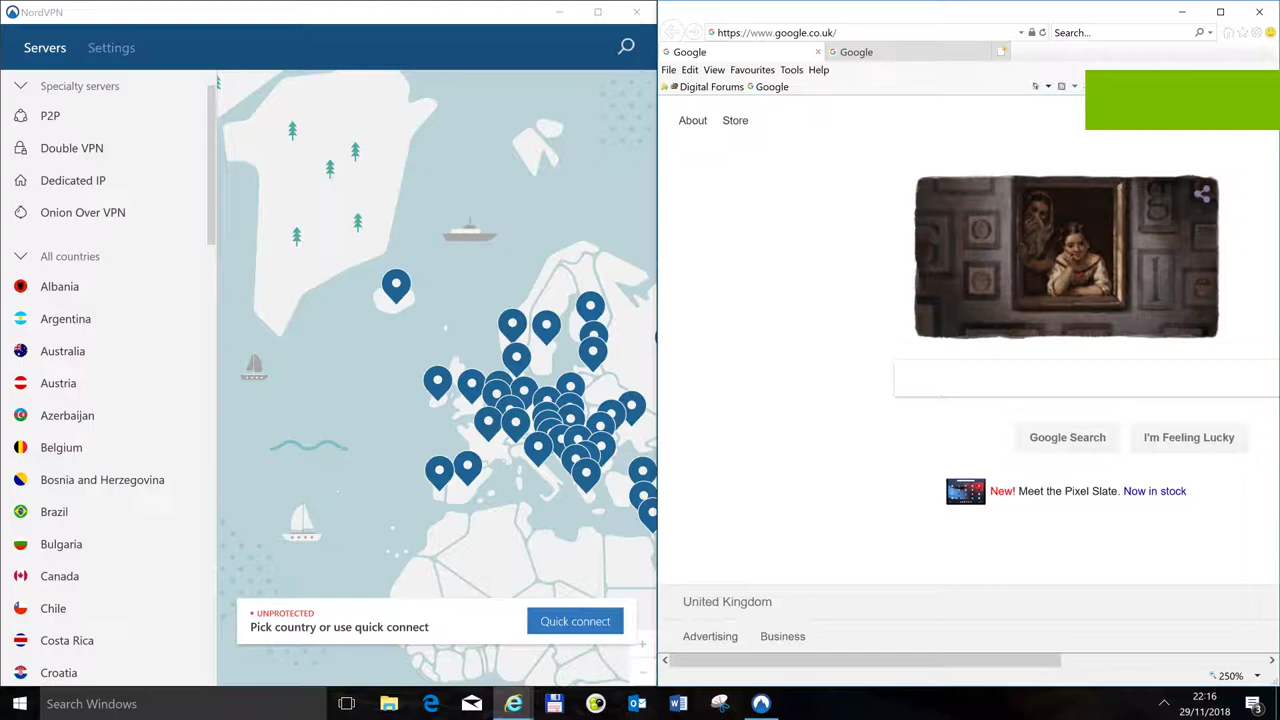 NordVPN
Servers
Settings
Specialty servers
P2P
Double VPN
Dedicated IP
Onion Over VPN
All countries
Albania
Argentina
Australia
Austria
Azerbaijan
Belgium
Bosnia and Herzegovina
Brazil
Bulgaria
Canada
Chile
Costa Rica
Croatia
UNPROTECTED
Pick country or use quick connect
Quick connect
https://www.google.co.uk/
Search...
Google
Google
File Edit View Favourites Tools Help
Digital Forums Google
About Store
Google Search
I'm Feeling Lucky
New! Meet the Pixel Slate. Now in stock
United Kingdom
Advertising Business
250%
Search Windows
22:16
29/11/2018
3